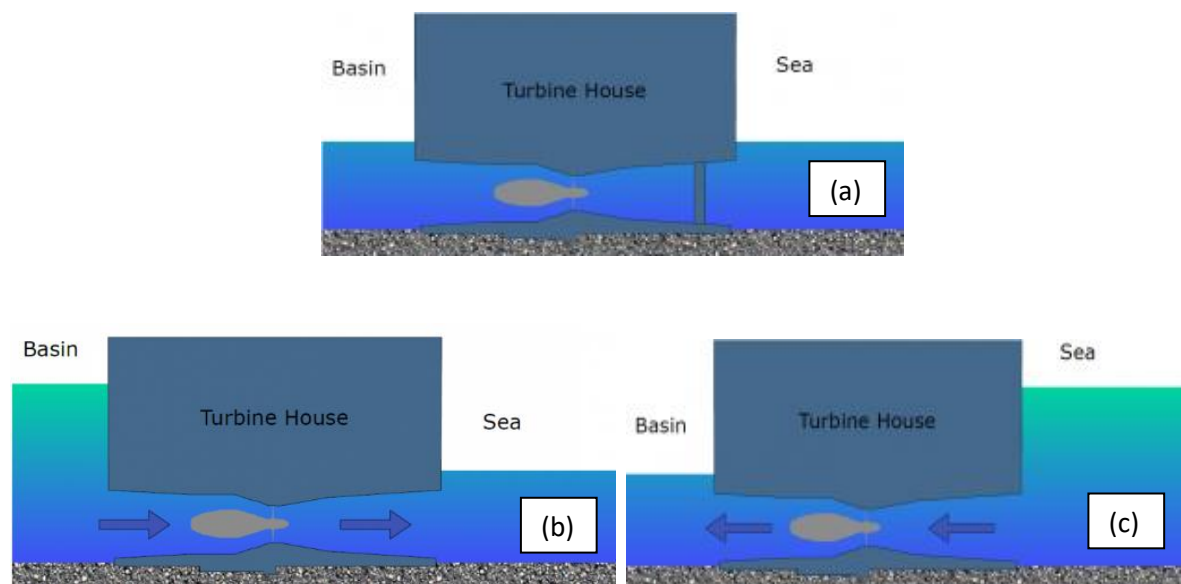 Basin
Sea
Turbine House
(a)
Basin
Turbine House
Sea
(b)
Sea
Basin
Turbine House
(c)